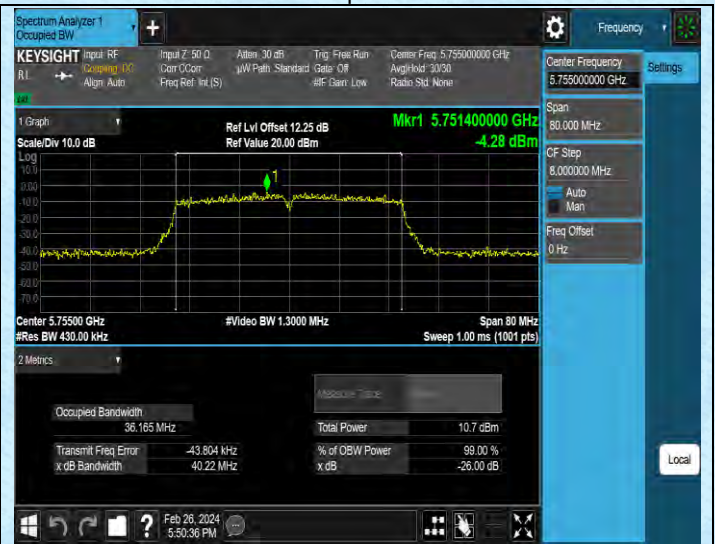 Spectrum Analyzer 1
Occupied BW
+
Frequency
KEYSIGHT Input: RF
RL
Coupling: DC
Align: Auto
Input Z: 50 Ω
Corr CCorr
Freq Ref: Int (S)
Atten: 30 dB
µW Path: Standard
Trig: Free Run
Gate: Off
#IF Gain: Low
Center Freq: 5.755000000 GHz
Avg|Hold: 30/30
Radio Std: None
Center Frequency
5.755000000 GHz
Settings
Span
80.000 MHz
CF Step
8.000000 MHz
Auto
Man
Freq Offset
0 Hz
1 Graph
Scale/Div 10.0 dB
Ref Lvl Offset 12.25 dB
Ref Value 20.00 dBm
Mkr1 5.751400000 GHz
-4.28 dBm
Log
10.0
0.00
-10.0
-20.0
-30.0
-40.0
-50.0
-60.0
-70.0
1
Center 5.75500 GHz
#Res BW 430.00 kHz
#Video BW 1.3000 MHz
Span 80 MHz
Sweep 1.00 ms (1001 pts)
2 Metrics
Measure Trace
Occupied Bandwidth
36.165 MHz
Total Power 10.7 dBm
Transmit Freq Error -43.804 kHz
% of OBW Power 99.00 %
x dB Bandwidth 40.22 MHz
x dB -26.00 dB
Local
?
Feb 26, 2024
5:50:36 PM